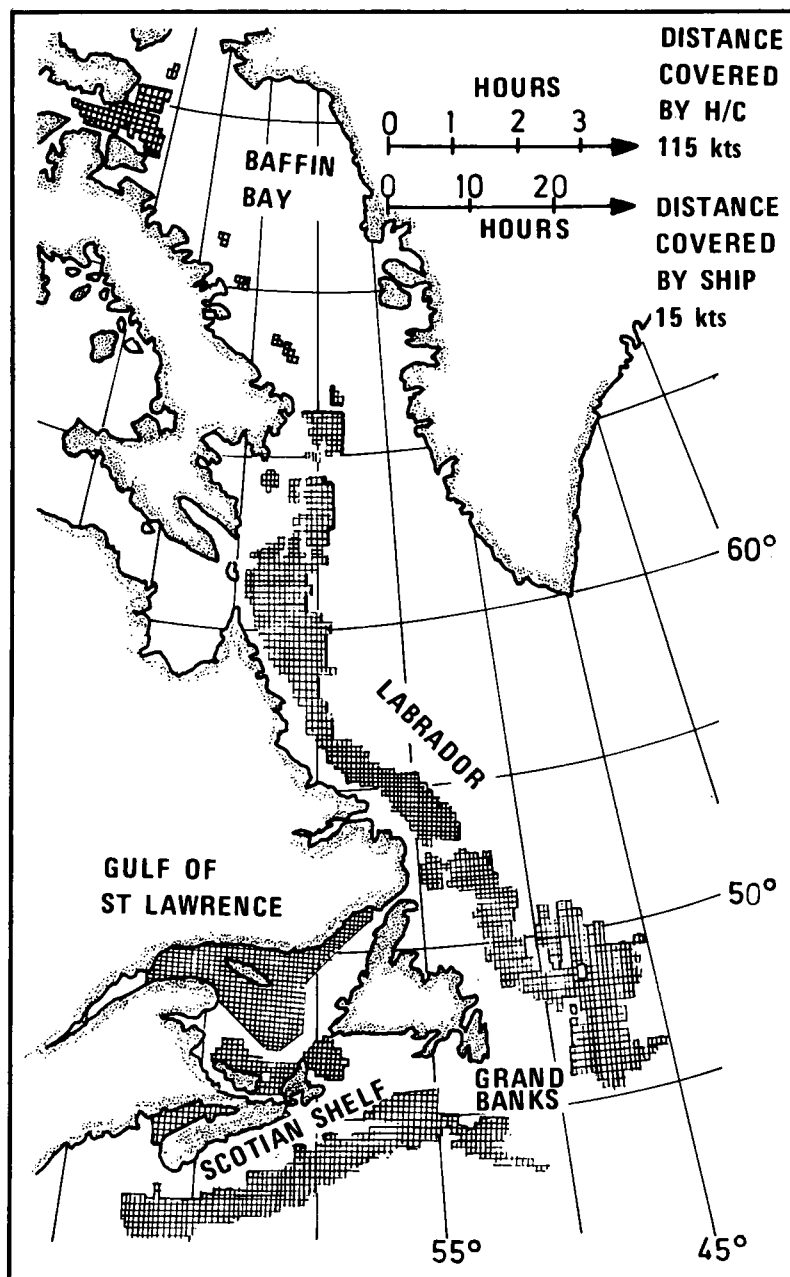 DISTANCE
COVERED
BY H/C
115 kts
HOURS
0 1 2 3
0 10 20
HOURS
DISTANCE
COVERED
BY SHIP
15 kts
BAFFIN
BAY
60°
LABRADOR
GULF OF
ST LAWRENCE
50°
GRAND
BANKS
SCOTIAN SHELF
55°
45°